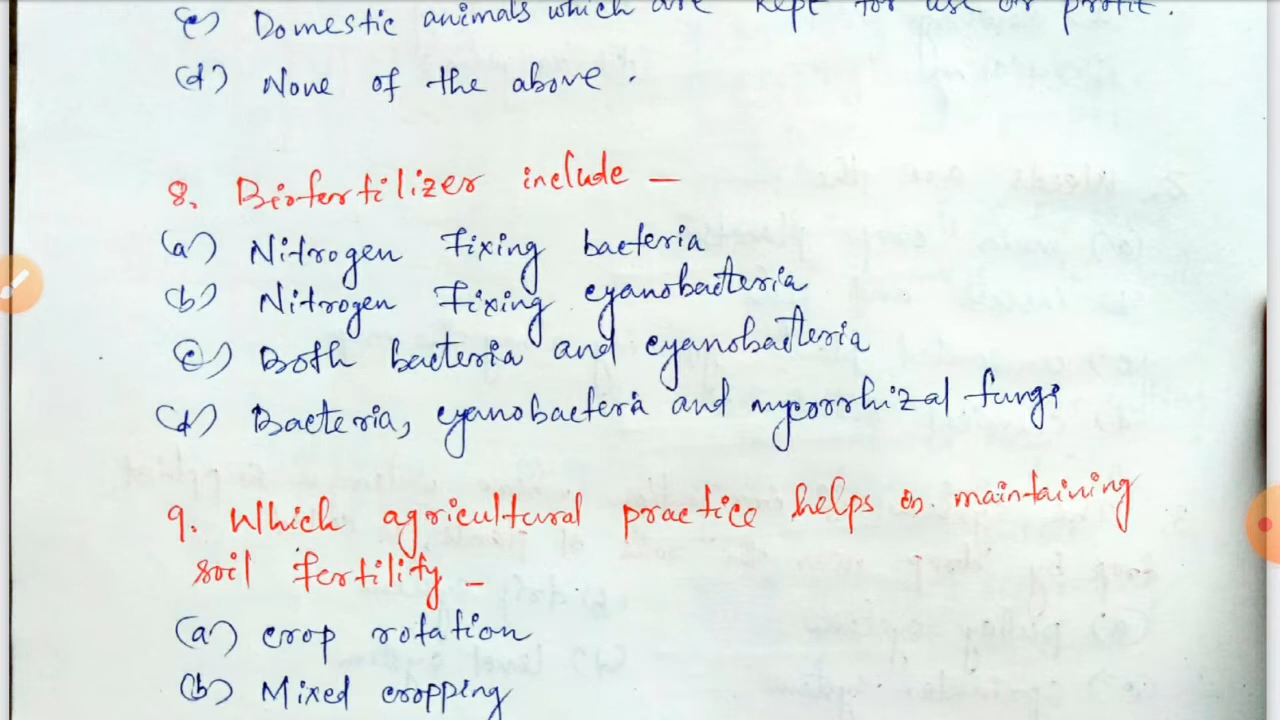 (c) Domestic animals which are kept for use or profit.
(d) None of the above.
8. Biofertilizer include –
(a) Nitrogen fixing bacteria
(b) Nitrogen fixing cyanobacteria
(c) Both bacteria and cyanobacteria
(d) Bacteria, cyanobacteria and mycorrhizal fungi
9. Which agricultural practice helps in maintaining
soil fertility –
(a) crop rotation
(b) Mixed cropping